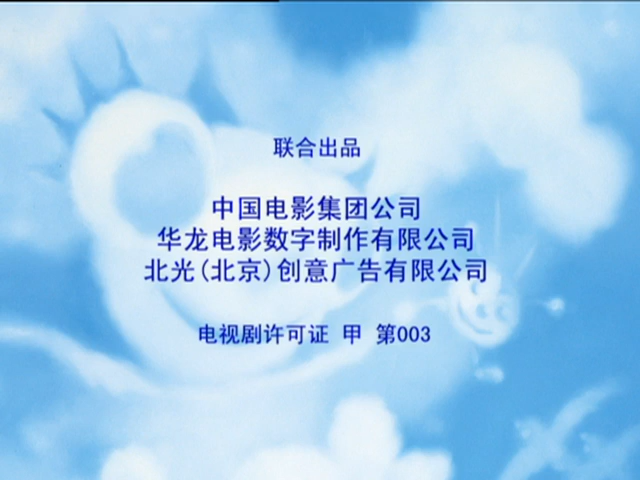 联合出品
中国电影集团公司
华龙电影数字制作有限公司
北光(北京)创意广告有限公司
电视剧许可证 甲 第003